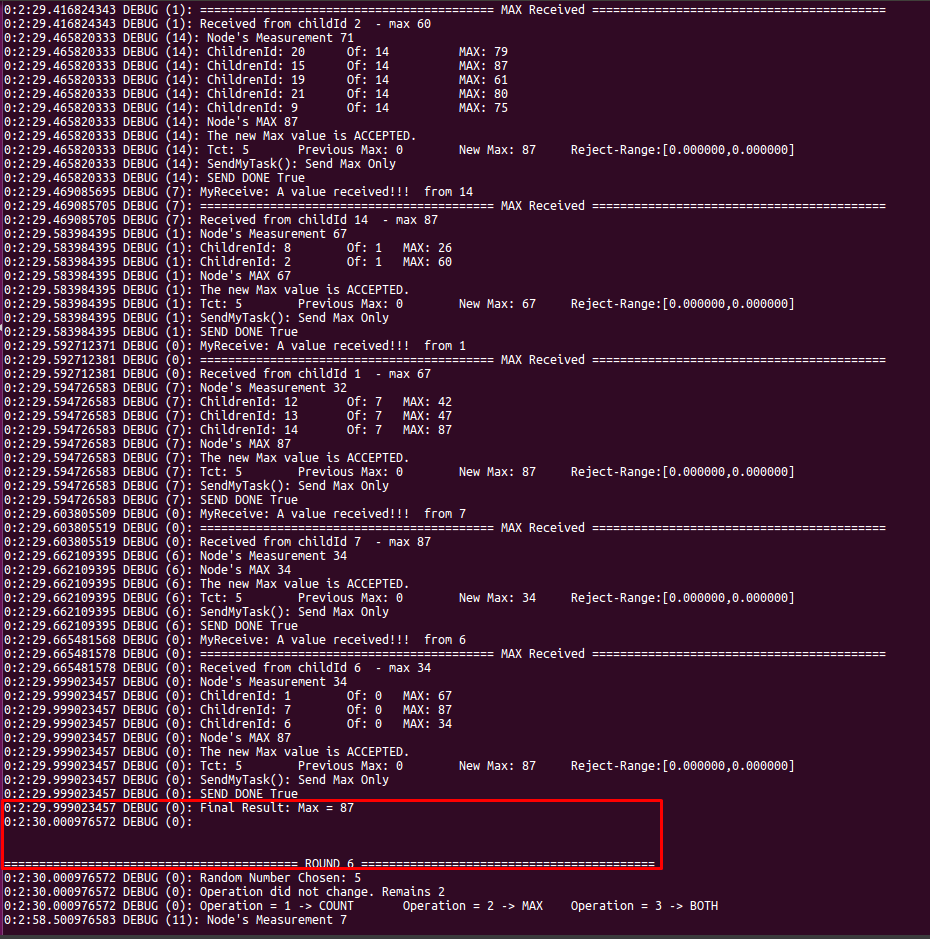 0:2:29.416824343 DEBUG (1): ========================================== MAX Received ==========================================
0:2:29.416824343 DEBUG (1): Received from childId 2  - max 60
0:2:29.465820333 DEBUG (14): Node's Measurement 71
0:2:29.465820333 DEBUG (14): ChildrenId: 20      Of: 14          MAX: 79
0:2:29.465820333 DEBUG (14): ChildrenId: 15      Of: 14          MAX: 87
0:2:29.465820333 DEBUG (14): ChildrenId: 19      Of: 14          MAX: 61
0:2:29.465820333 DEBUG (14): ChildrenId: 21      Of: 14          MAX: 80
0:2:29.465820333 DEBUG (14): ChildrenId: 9       Of: 14          MAX: 75
0:2:29.465820333 DEBUG (14): Node's MAX 87
0:2:29.465820333 DEBUG (14): The new Max value is ACCEPTED.
0:2:29.465820333 DEBUG (14): Tct: 5       Previous Max: 0        New Max: 87     Reject-Range:[0.000000,0.000000]
0:2:29.465820333 DEBUG (14): SendMyTask(): Send Max Only
0:2:29.465820333 DEBUG (14): SEND DONE True
0:2:29.469085695 DEBUG (7): MyReceive: A value received!!!  from 14
0:2:29.469085705 DEBUG (7): ========================================== MAX Received ==========================================
0:2:29.469085705 DEBUG (7): Received from childId 14  - max 87
0:2:29.583984395 DEBUG (1): Node's Measurement 67
0:2:29.583984395 DEBUG (1): ChildrenId: 8        Of: 1   MAX: 26
0:2:29.583984395 DEBUG (1): ChildrenId: 2        Of: 1   MAX: 60
0:2:29.583984395 DEBUG (1): Node's MAX 67
0:2:29.583984395 DEBUG (1): The new Max value is ACCEPTED.
0:2:29.583984395 DEBUG (1): Tct: 5        Previous Max: 0        New Max: 67     Reject-Range:[0.000000,0.000000]
0:2:29.583984395 DEBUG (1): SendMyTask(): Send Max Only
0:2:29.583984395 DEBUG (1): SEND DONE True
0:2:29.592712371 DEBUG (0): MyReceive: A value received!!!  from 1
0:2:29.592712381 DEBUG (0): ========================================== MAX Received ==========================================
0:2:29.592712381 DEBUG (0): Received from childId 1  - max 67
0:2:29.594726583 DEBUG (7): Node's Measurement 32
0:2:29.594726583 DEBUG (7): ChildrenId: 12       Of: 7   MAX: 42
0:2:29.594726583 DEBUG (7): ChildrenId: 13       Of: 7   MAX: 47
0:2:29.594726583 DEBUG (7): ChildrenId: 14       Of: 7   MAX: 87
0:2:29.594726583 DEBUG (7): Node's MAX 87
0:2:29.594726583 DEBUG (7): The new Max value is ACCEPTED.
0:2:29.594726583 DEBUG (7): Tct: 5        Previous Max: 0        New Max: 87     Reject-Range:[0.000000,0.000000]
0:2:29.594726583 DEBUG (7): SendMyTask(): Send Max Only
0:2:29.594726583 DEBUG (7): SEND DONE True
0:2:29.603805509 DEBUG (0): MyReceive: A value received!!!  from 7
0:2:29.603805519 DEBUG (0): ========================================== MAX Received ==========================================
0:2:29.603805519 DEBUG (0): Received from childId 7  - max 87
0:2:29.662109395 DEBUG (6): Node's Measurement 34
0:2:29.662109395 DEBUG (6): Node's MAX 34
0:2:29.662109395 DEBUG (6): The new Max value is ACCEPTED.
0:2:29.662109395 DEBUG (6): Tct: 5        Previous Max: 0        New Max: 34     Reject-Range:[0.000000,0.000000]
0:2:29.662109395 DEBUG (6): SendMyTask(): Send Max Only
0:2:29.662109395 DEBUG (6): SEND DONE True
0:2:29.665481568 DEBUG (0): MyReceive: A value received!!!  from 6
0:2:29.665481578 DEBUG (0): ========================================== MAX Received ==========================================
0:2:29.665481578 DEBUG (0): Received from childId 6  - max 34
0:2:29.999023457 DEBUG (0): Node's Measurement 34
0:2:29.999023457 DEBUG (0): ChildrenId: 1        Of: 0   MAX: 67
0:2:29.999023457 DEBUG (0): ChildrenId: 7        Of: 0   MAX: 87
0:2:29.999023457 DEBUG (0): ChildrenId: 6        Of: 0   MAX: 34
0:2:29.999023457 DEBUG (0): Node's MAX 87
0:2:29.999023457 DEBUG (0): The new Max value is ACCEPTED.
0:2:29.999023457 DEBUG (0): Tct: 5        Previous Max: 0        New Max: 87     Reject-Range:[0.000000,0.000000]
0:2:29.999023457 DEBUG (0): SendMyTask(): Send Max Only
0:2:29.999023457 DEBUG (0): SEND DONE True
0:2:29.999023457 DEBUG (0): Final Result: Max = 87
0:2:30.000976572 DEBUG (0):
========================================== ROUND 6 ==========================================
0:2:30.000976572 DEBUG (0): Random Number Chosen: 5
0:2:30.000976572 DEBUG (0): Operation did not change. Remains 2
0:2:30.000976572 DEBUG (0): Operation = 1 -> COUNT       Operation = 2 -> MAX    Operation = 3 -> BOTH
0:2:58.500976583 DEBUG (11): Node's Measurement 7